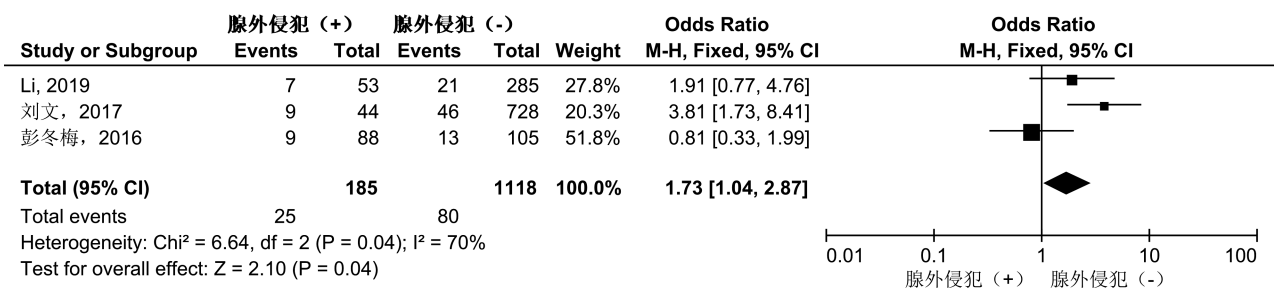 腺外侵犯（+） 腺外侵犯（-） Odds Ratio Odds Ratio
Study or Subgroup Events Total Events Total Weight M-H, Fixed, 95% CI M-H, Fixed, 95% CI
Li, 2019 7 53 21 285 27.8% 1.91 [0.77, 4.76]
刘文，2017 9 44 46 728 20.3% 3.81 [1.73, 8.41]
彭冬梅，2016 9 88 13 105 51.8% 0.81 [0.33, 1.99]
Total (95% CI) 185 1118 100.0% 1.73 [1.04, 2.87]
Total events 25 80
Heterogeneity: Chi² = 6.64, df = 2 (P = 0.04); I² = 70%
Test for overall effect: Z = 2.10 (P = 0.04)
0.01 0.1 1 10 100
腺外侵犯（+） 腺外侵犯（-）